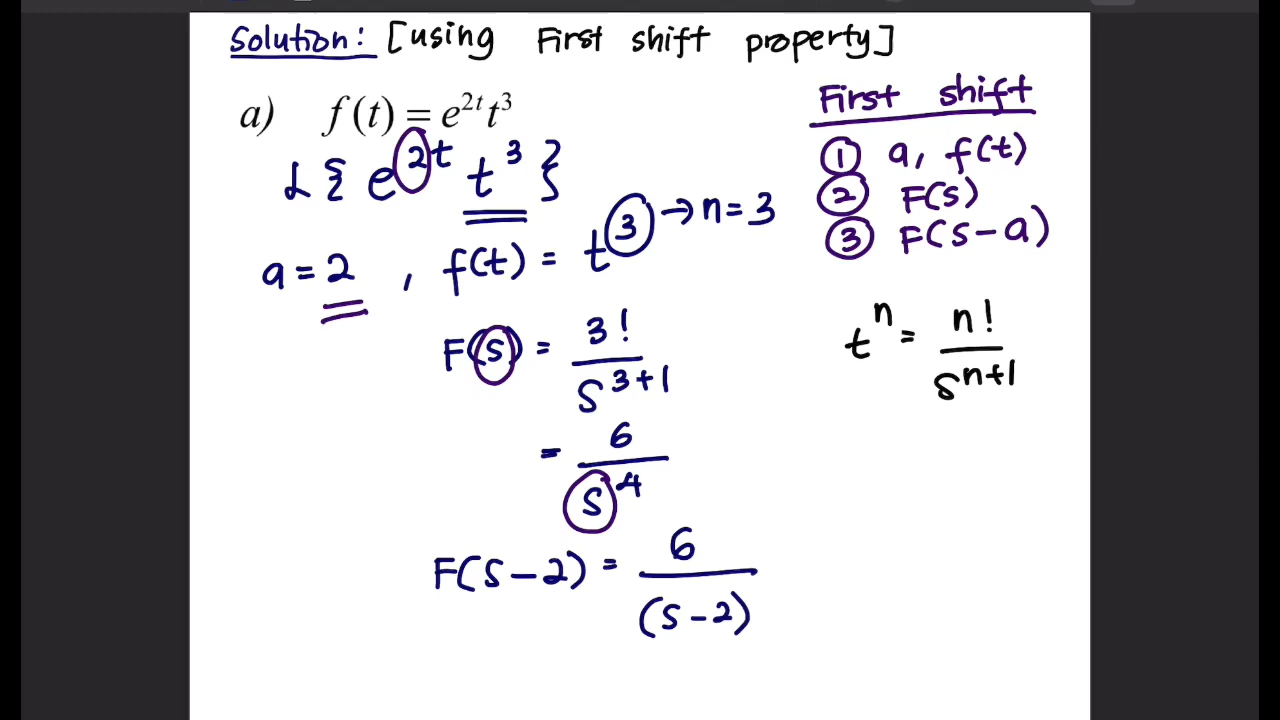 Solution: [using First shift property]
a) f(t) = e^{2t} t^3
L{ e^{2t} t^3 }
a = 2 , f(t) = t^3 → n = 3
F(s) = 3! / s^{3+1}
= 6 / s^4
F(s-2) = 6 / (s-2)
First shift
① a, f(t)
② F(s)
③ F(s-a)
t^n = n! / s^{n+1}